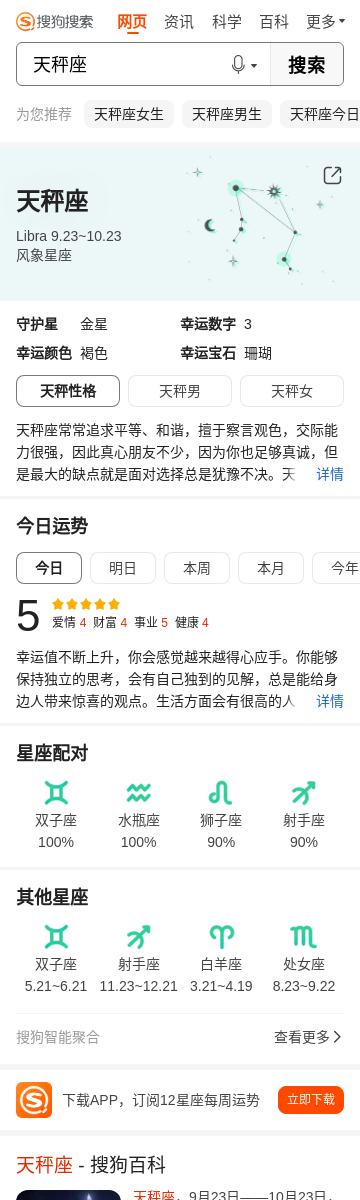 搜狗搜索 网页 资讯 科学 百科 更多
天秤座 搜索
为您推荐 天秤座女生 天秤座男生 天秤座今日
天秤座
Libra 9.23~10.23
风象星座
守护星 金星 幸运数字 3
幸运颜色 褐色 幸运宝石 珊瑚
天秤性格 天秤男 天秤女
天秤座常常追求平等、和谐，擅于察言观色，交际能
力很强，因此真心朋友不少，因为你也足够真诚，但
是最大的缺点就是面对选择总是犹豫不决。天 详情
今日运势
今日 明日 本周 本月 今年
5
爱情 4 财富 4 事业 5 健康 4
幸运值不断上升，你会感觉越来越得心应手。你能够
保持独立的思考，会有自己独到的见解，总是能给身
边人带来惊喜的观点。生活方面会有很高的人 详情
星座配对
双子座 水瓶座 狮子座 射手座
100% 100% 90% 90%
其他星座
双子座 射手座 白羊座 处女座
5.21~6.21 11.23~12.21 3.21~4.19 8.23~9.22
搜狗智能聚合 查看更多
下载APP，订阅12星座每周运势 立即下载
天秤座 - 搜狗百科
天秤座，9月23日——10月23日，